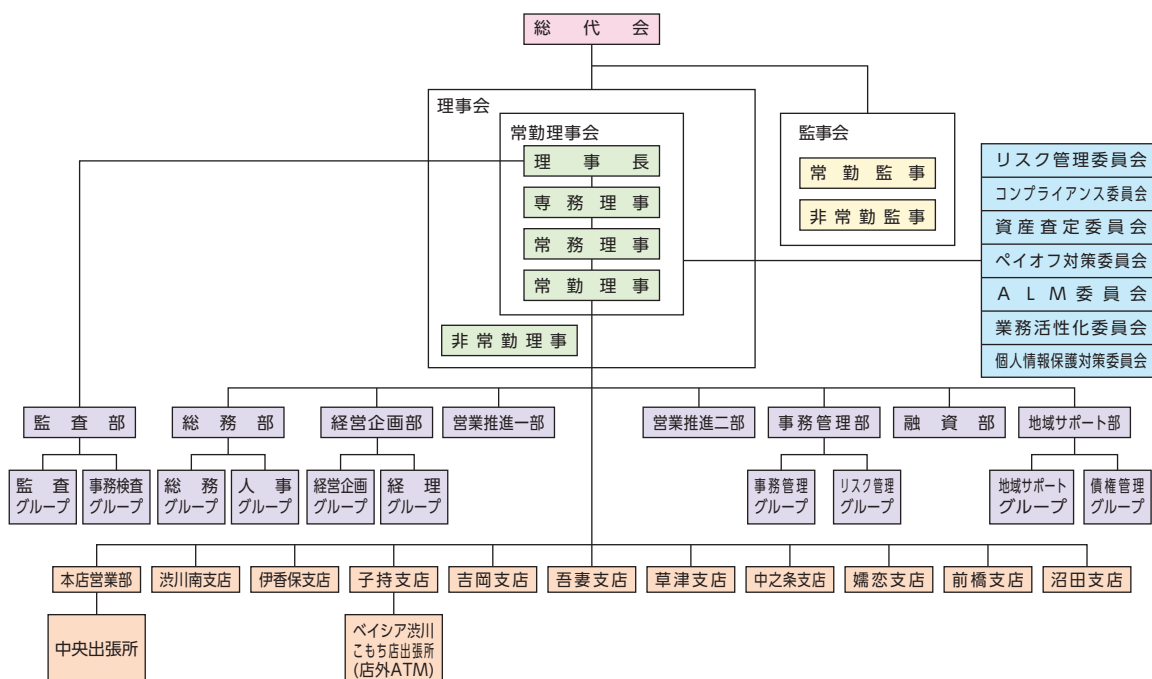 総代会
理事会
常勤理事会
理事長
専務理事
常務理事
常勤理事
非常勤理事
監事会
常勤監事
非常勤監事
リスク管理委員会
コンプライアンス委員会
資産査定委員会
ペイオフ対策委員会
ALM委員会
業務活性化委員会
個人情報保護対策委員会
監査部
総務部
経営企画部
営業推進一部
営業推進二部
事務管理部
融資部
地域サポート部
監査
グループ
事務検査
グループ
総務
グループ
人事
グループ
経営企画
グループ
経理
グループ
事務管理
グループ
リスク管理
グループ
地域サポート
グループ
債権管理
グループ
本店営業部
渋川南支店
伊香保支店
子持支店
吉岡支店
吾妻支店
草津支店
中之条支店
嬬恋支店
前橋支店
沼田支店
中央出張所
ベイシア渋川
こもち店出張所
(店外ATM)